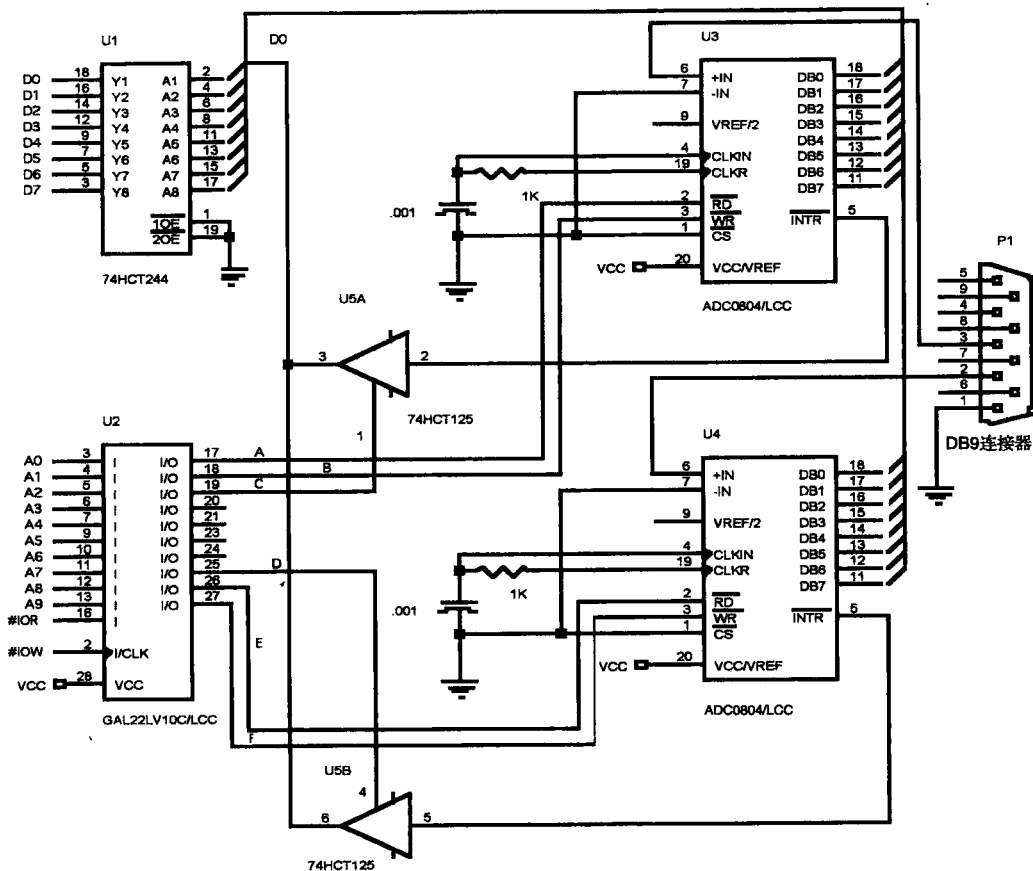 U1
D0 18 Y1 A1 2
D1 16 Y2 A2 4
D2 14 Y3 A3 6
D3 12 Y4 A4 8
D4 9 Y5 A5 11
D5 7 Y6 A6 13
D6 5 Y7 A7 15
D7 3 Y8 A8 17
1OE 1
2OE 19
74HCT244
D0
U3
6 +IN DB0 18
7 -IN DB1 17
DB2 16
9 VREF/2 DB3 15
DB4 14
4 CLKIN DB5 13
19 CLKR DB6 12
DB7 11
1K
.001
2 RD
3 WR INTR 5
1 CS
VCC 20 VCC/VREF
ADC0804/LCC
P1
5
9
4
8
3
7
2
6
1
DB9连接器
U5A
3 2
1
74HCT125
U2
A0 3 I I/O 17 A
A1 4 I I/O 18 B
A2 5 I I/O 19 C
A3 6 I I/O 20
A4 7 I I/O 21
A5 9 I I/O 23
A6 10 I I/O 24
A7 11 I I/O 25 D
A8 12 I I/O 26 E
A9 13 I I/O 27 F
#IOR 16 I
#IOW 2 I/CLK
VCC 28 VCC
GAL22LV10C/LCC
U4
6 +IN DB0 18
7 -IN DB1 17
DB2 16
9 VREF/2 DB3 15
DB4 14
4 CLKIN DB5 13
19 CLKR DB6 12
DB7 11
1K
.001
2 RD
3 WR INTR 5
1 CS
VCC 20 VCC/VREF
ADC0804/LCC
U5B
4
6 5
74HCT125